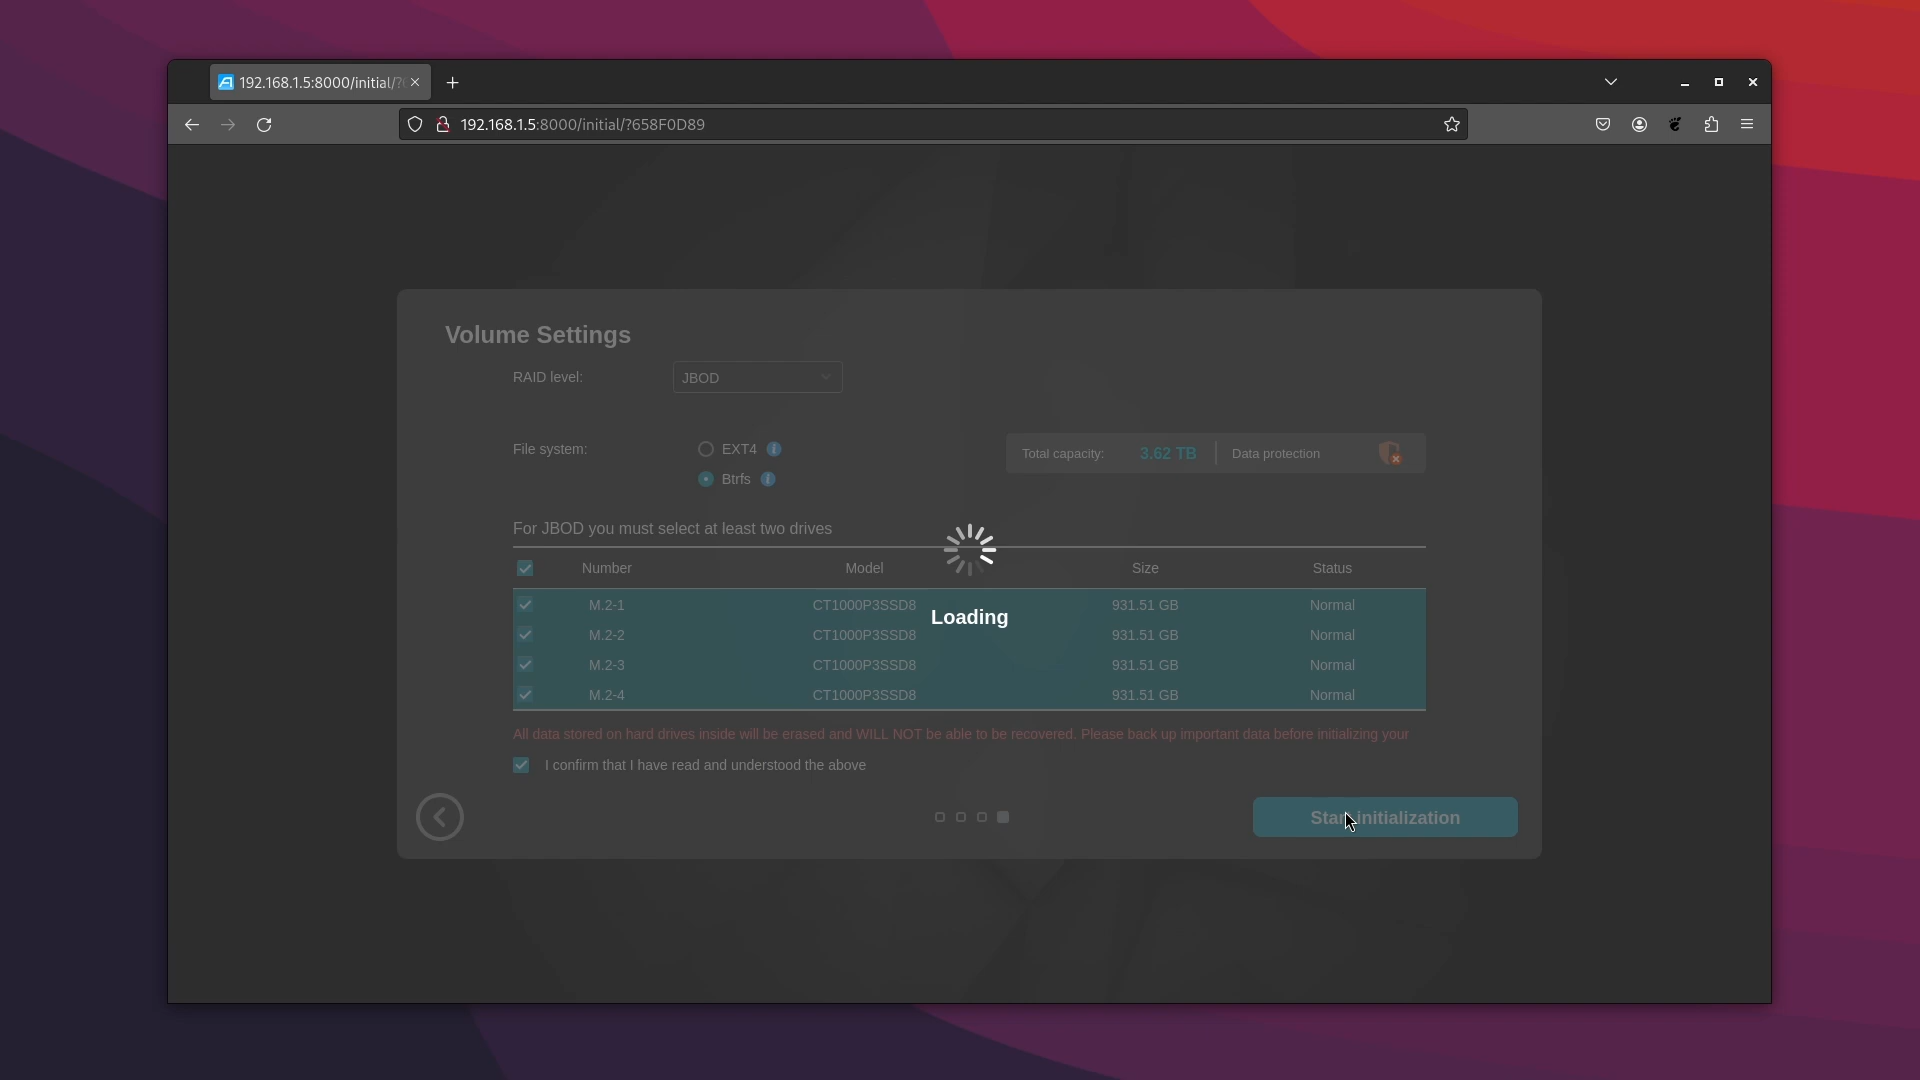 192.168.1.5:8000/initial/?6
192.168.1.5:8000/initial/?658F0D89
Volume Settings
RAID level:
JBOD
File system:
EXT4
Btrfs
Total capacity:
3.62 TB
Data protection
For JBOD you must select at least two drives
Number Model Size Status
M.2-1 CT1000P3SSD8 931.51 GB Normal
M.2-2 CT1000P3SSD8 931.51 GB Normal
M.2-3 CT1000P3SSD8 931.51 GB Normal
M.2-4 CT1000P3SSD8 931.51 GB Normal
Loading
All data stored on hard drives inside will be erased and WILL NOT be able to be recovered. Please back up important data before initializing your
I confirm that I have read and understood the above
Start initialization